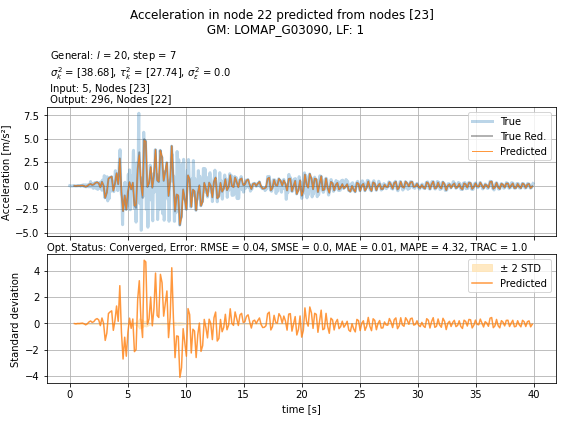 Acceleration in node 22 predicted from nodes [23]
GM: LOMAP_G03090, LF: 1
General: l = 20, step = 7
σ²ₖ = [38.68], τ²ₖ = [27.74], σ²ε = 0.0
Input: 5, Nodes [23]
Output: 296, Nodes [22]
Acceleration [m/s²]
7.5
5.0
2.5
0.0
−2.5
−5.0
True
True Red.
Predicted
Opt. Status: Converged, Error: RMSE = 0.04, SMSE = 0.0, MAE = 0.01, MAPE = 4.32, TRAC = 1.0
Standard deviation
4
2
0
−2
−4
± 2 STD
Predicted
0 5 10 15 20 25 30 35 40
time [s]